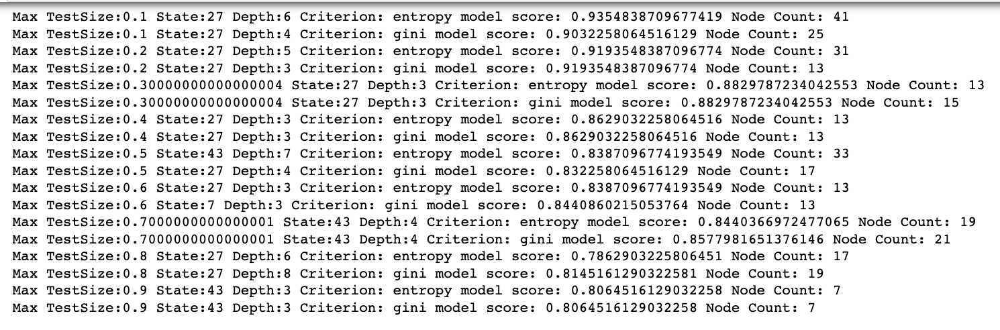 Max TestSize:0.1 State:27 Depth:6 Criterion: entropy model score: 0.9354838709677419 Node Count: 41
Max TestSize:0.1 State:27 Depth:4 Criterion: gini model score: 0.9032258064516129 Node Count: 25
Max TestSize:0.2 State:27 Depth:5 Criterion: entropy model score: 0.9193548387096774 Node Count: 31
Max TestSize:0.2 State:27 Depth:3 Criterion: gini model score: 0.9193548387096774 Node Count: 13
Max TestSize:0.30000000000000004 State:27 Depth:3 Criterion: entropy model score: 0.8829787234042553 Node Count: 13
Max TestSize:0.30000000000000004 State:27 Depth:3 Criterion: gini model score: 0.8829787234042553 Node Count: 15
Max TestSize:0.4 State:27 Depth:3 Criterion: entropy model score: 0.8629032258064516 Node Count: 13
Max TestSize:0.4 State:27 Depth:3 Criterion: gini model score: 0.8629032258064516 Node Count: 13
Max TestSize:0.5 State:43 Depth:7 Criterion: entropy model score: 0.8387096774193549 Node Count: 33
Max TestSize:0.5 State:27 Depth:4 Criterion: gini model score: 0.832258064516129 Node Count: 17
Max TestSize:0.6 State:27 Depth:3 Criterion: entropy model score: 0.8387096774193549 Node Count: 13
Max TestSize:0.6 State:7 Depth:3 Criterion: gini model score: 0.8440860215053764 Node Count: 13
Max TestSize:0.7000000000000001 State:43 Depth:4 Criterion: entropy model score: 0.8440366972477065 Node Count: 19
Max TestSize:0.7000000000000001 State:43 Depth:4 Criterion: gini model score: 0.8577981651376146 Node Count: 21
Max TestSize:0.8 State:27 Depth:6 Criterion: entropy model score: 0.7862903225806451 Node Count: 17
Max TestSize:0.8 State:27 Depth:8 Criterion: gini model score: 0.8145161290322581 Node Count: 19
Max TestSize:0.9 State:43 Depth:3 Criterion: entropy model score: 0.8064516129032258 Node Count: 7
Max TestSize:0.9 State:43 Depth:3 Criterion: gini model score: 0.8064516129032258 Node Count: 7